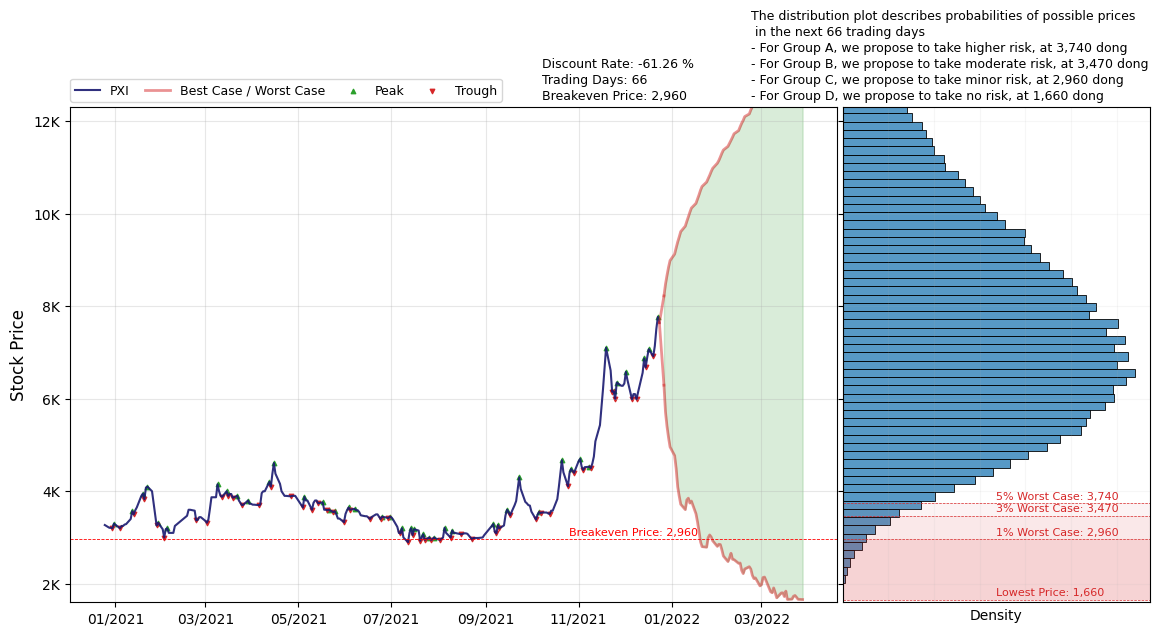 The distribution plot describes probabilities of possible prices
in the next 66 trading days
- For Group A, we propose to take higher risk, at 3,740 dong
- For Group B, we propose to take moderate risk, at 3,470 dong
- For Group C, we propose to take minor risk, at 2,960 dong
- For Group D, we propose to take no risk, at 1,660 dong
Discount Rate: -61.26 %
Trading Days: 66
Breakeven Price: 2,960
PXI
Best Case / Worst Case
Peak
Trough
Stock Price
12K
10K
8K
6K
4K
2K
Breakeven Price: 2,960
5% Worst Case: 3,740
3% Worst Case: 3,470
1% Worst Case: 2,960
Lowest Price: 1,660
01/2021
03/2021
05/2021
07/2021
09/2021
11/2021
01/2022
03/2022
Density